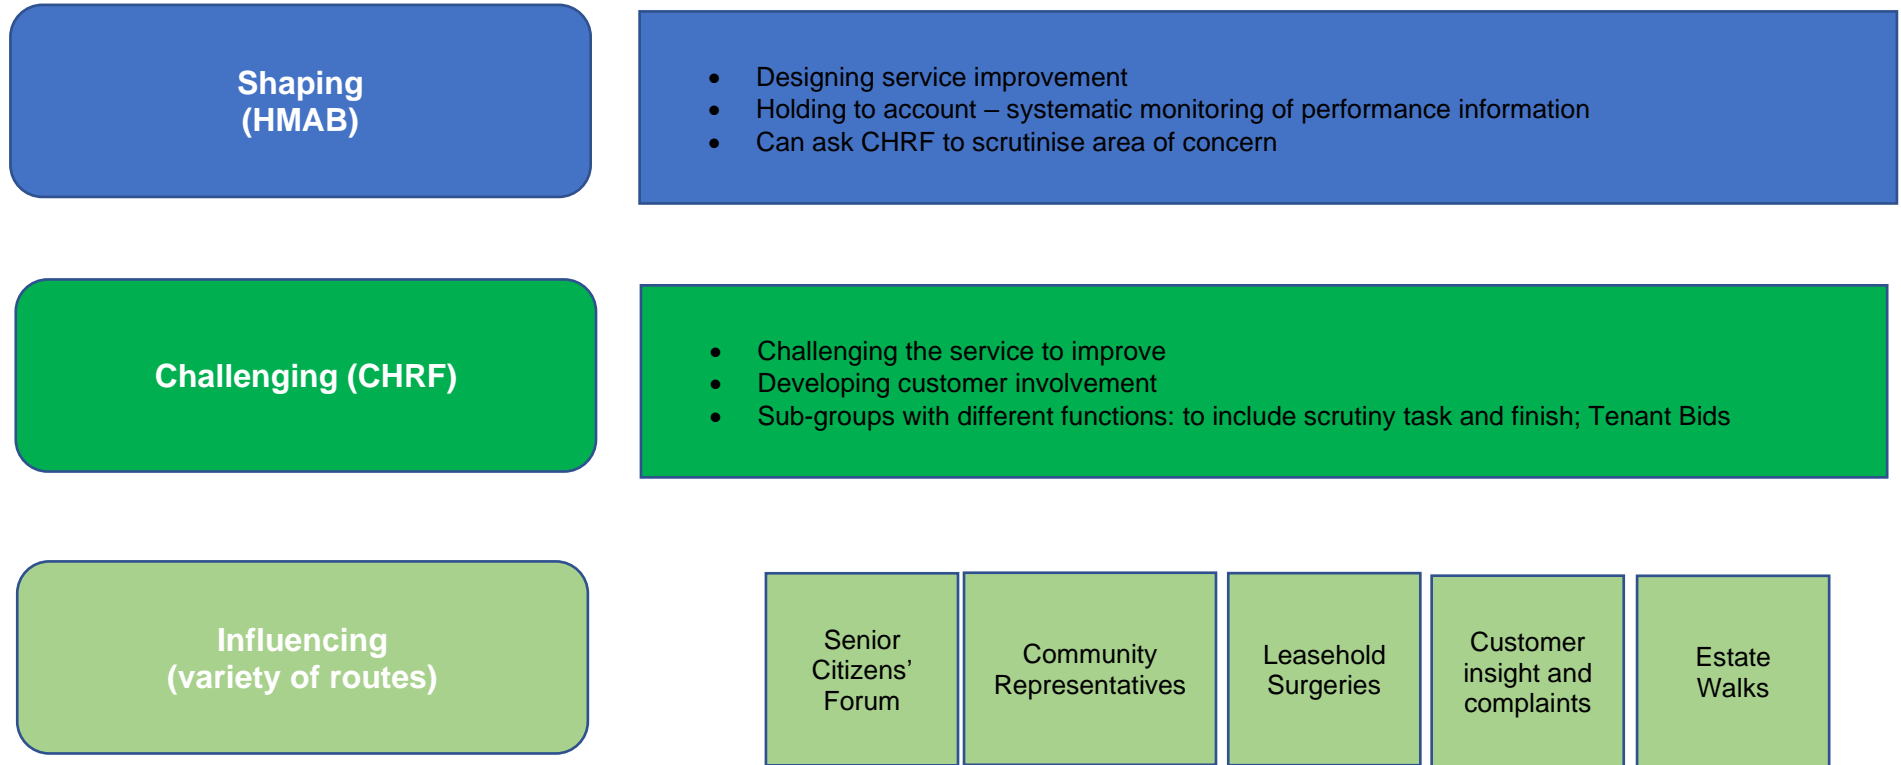 Shaping
(HMAB)
• Designing service improvement
• Holding to account – systematic monitoring of performance information
• Can ask CHRF to scrutinise area of concern
Challenging (CHRF)
• Challenging the service to improve
• Developing customer involvement
• Sub-groups with different functions: to include scrutiny task and finish; Tenant Bids
Influencing
(variety of routes)
Senior
Citizens’
Forum
Community
Representatives
Leasehold
Surgeries
Customer
insight and
complaints
Estate
Walks